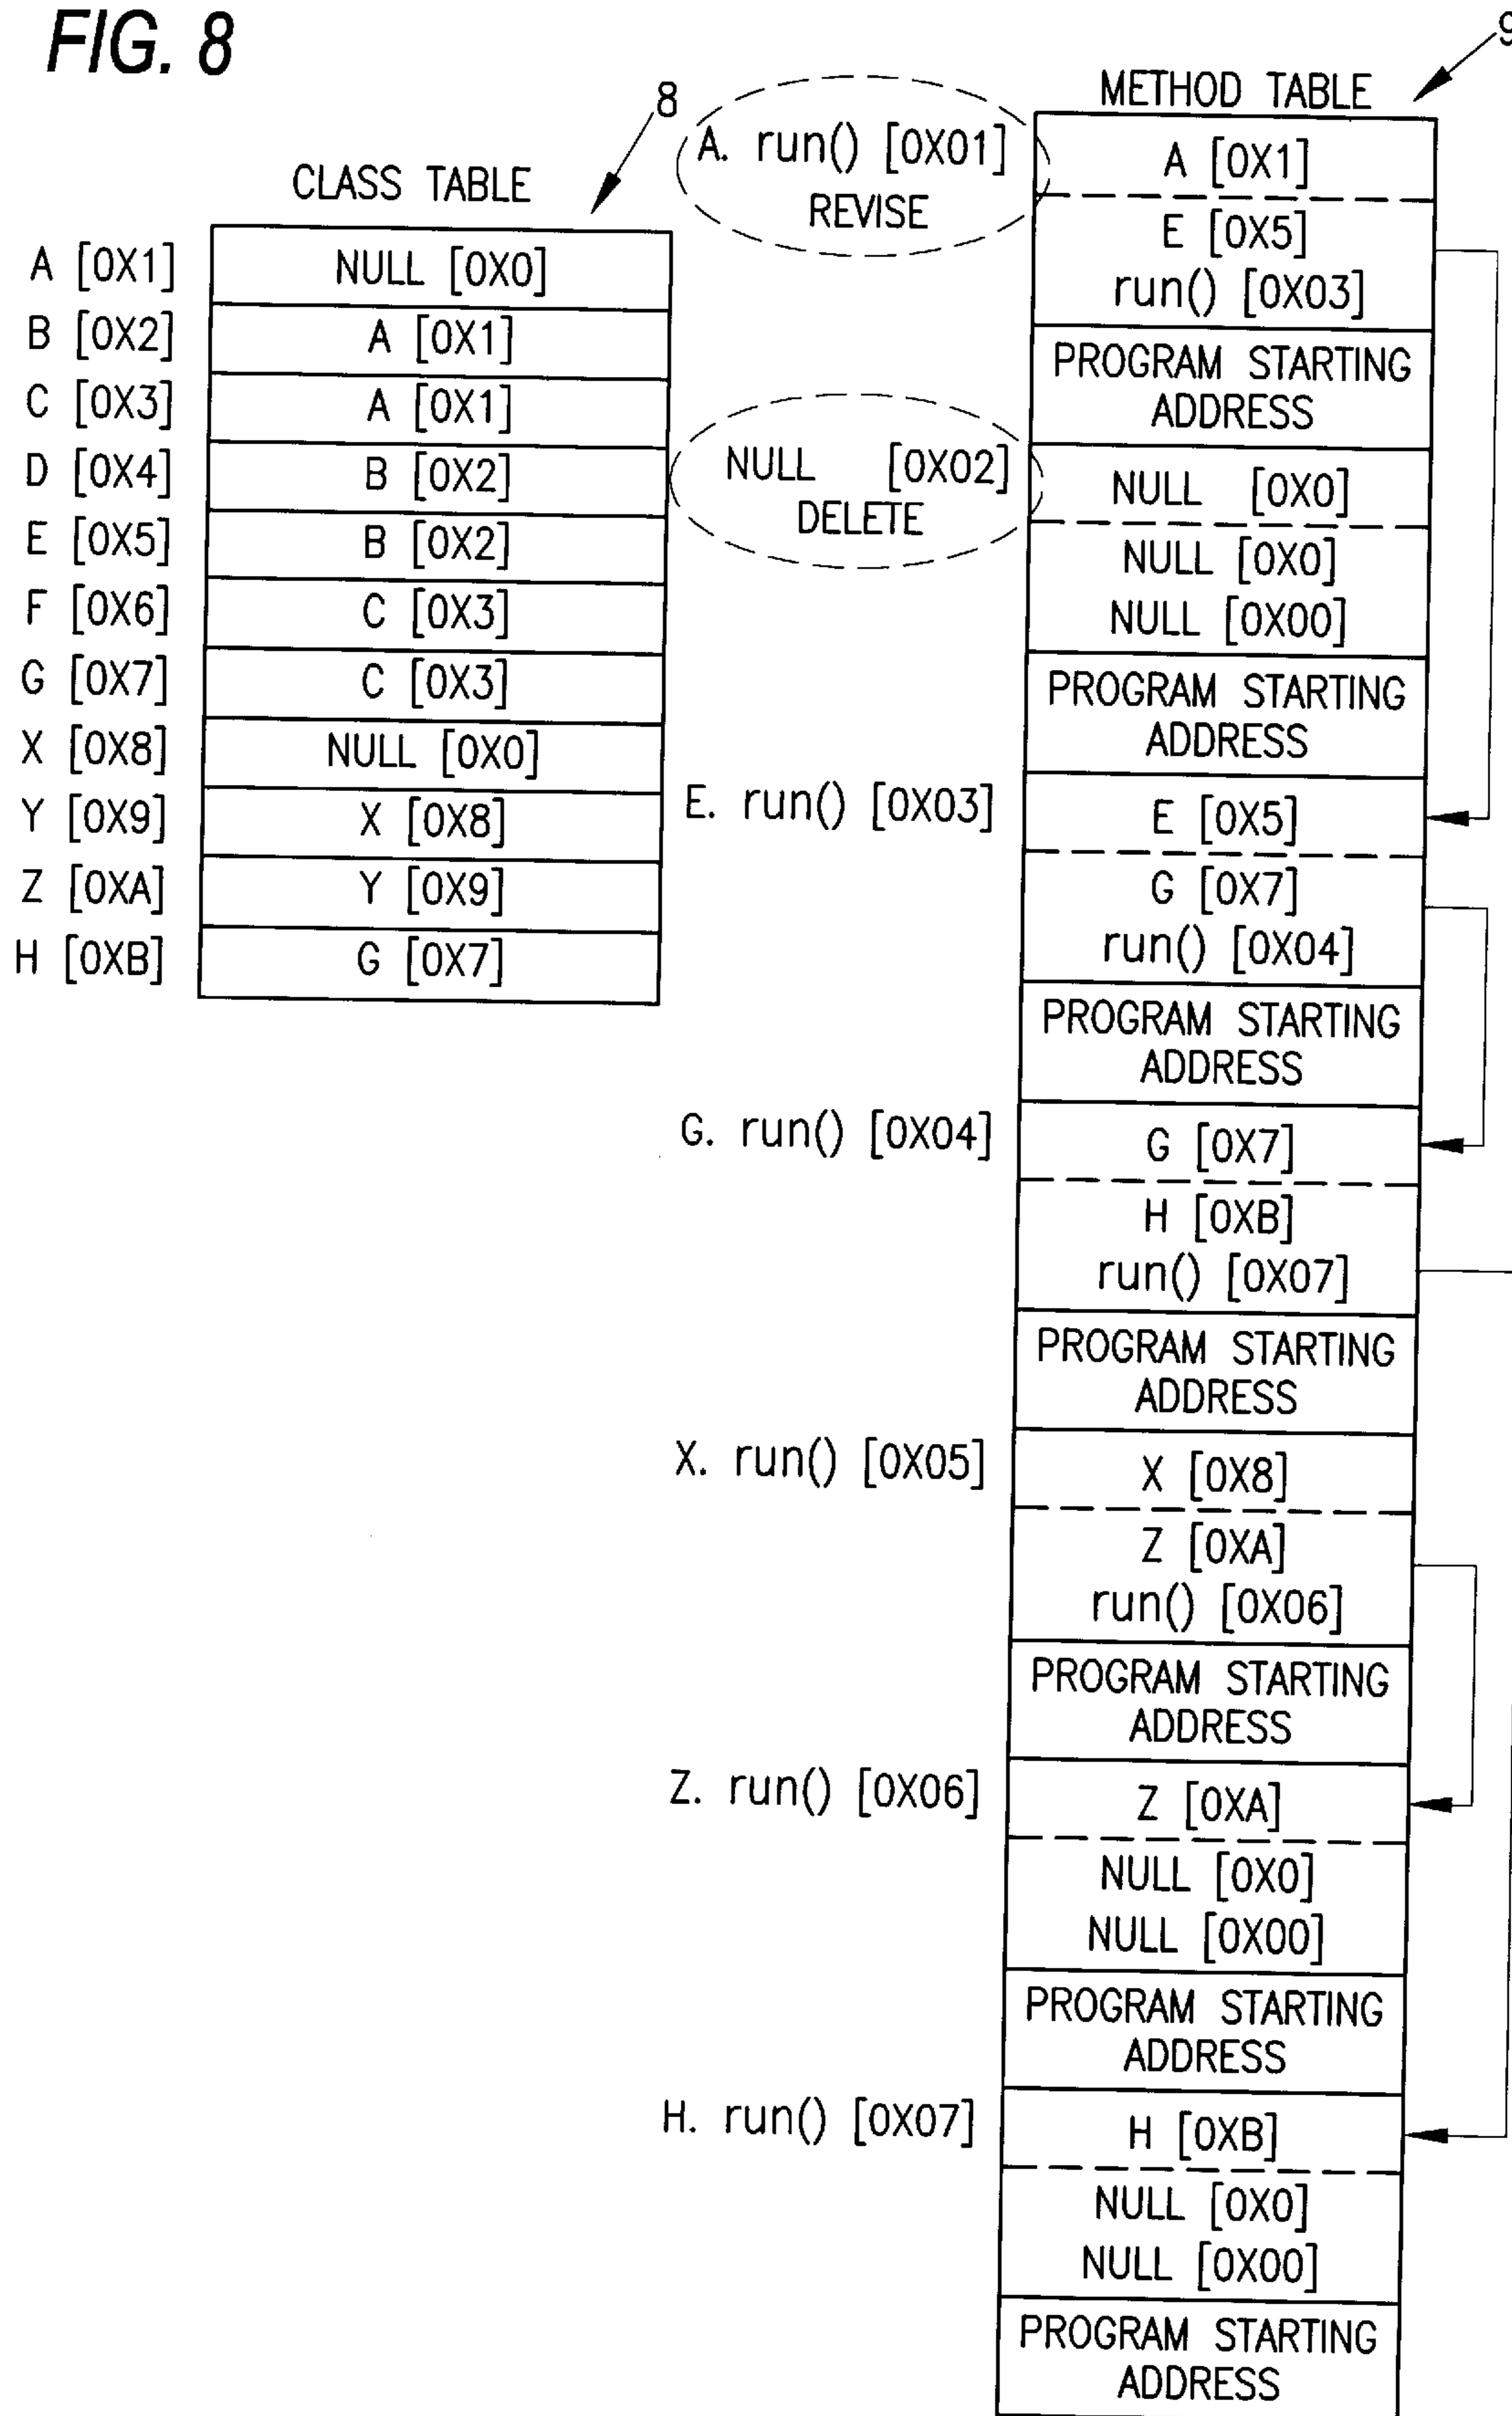 FIG. 8
8
CLASS TABLE
A [0X1] NULL [0X0]
B [0X2] A [0X1]
C [0X3] A [0X1]
D [0X4] B [0X2]
E [0X5] B [0X2]
F [0X6] C [0X3]
G [0X7] C [0X3]
X [0X8] NULL [0X0]
Y [0X9] X [0X8]
Z [0XA] Y [0X9]
H [0XB] G [0X7]
9
METHOD TABLE
A. run() [0X01]
REVISE
A [0X1]
E [0X5]
run() [0X03]
PROGRAM STARTING
ADDRESS
NULL [0X02]
DELETE
NULL [0X0]
NULL [0X0]
NULL [0X00]
PROGRAM STARTING
ADDRESS
E. run() [0X03]
E [0X5]
G [0X7]
run() [0X04]
PROGRAM STARTING
ADDRESS
G. run() [0X04]
G [0X7]
H [0XB]
run() [0X07]
PROGRAM STARTING
ADDRESS
X. run() [0X05]
X [0X8]
Z [0XA]
run() [0X06]
PROGRAM STARTING
ADDRESS
Z. run() [0X06]
Z [0XA]
NULL [0X0]
NULL [0X00]
PROGRAM STARTING
ADDRESS
H. run() [0X07]
H [0XB]
NULL [0X0]
NULL [0X00]
PROGRAM STARTING
ADDRESS